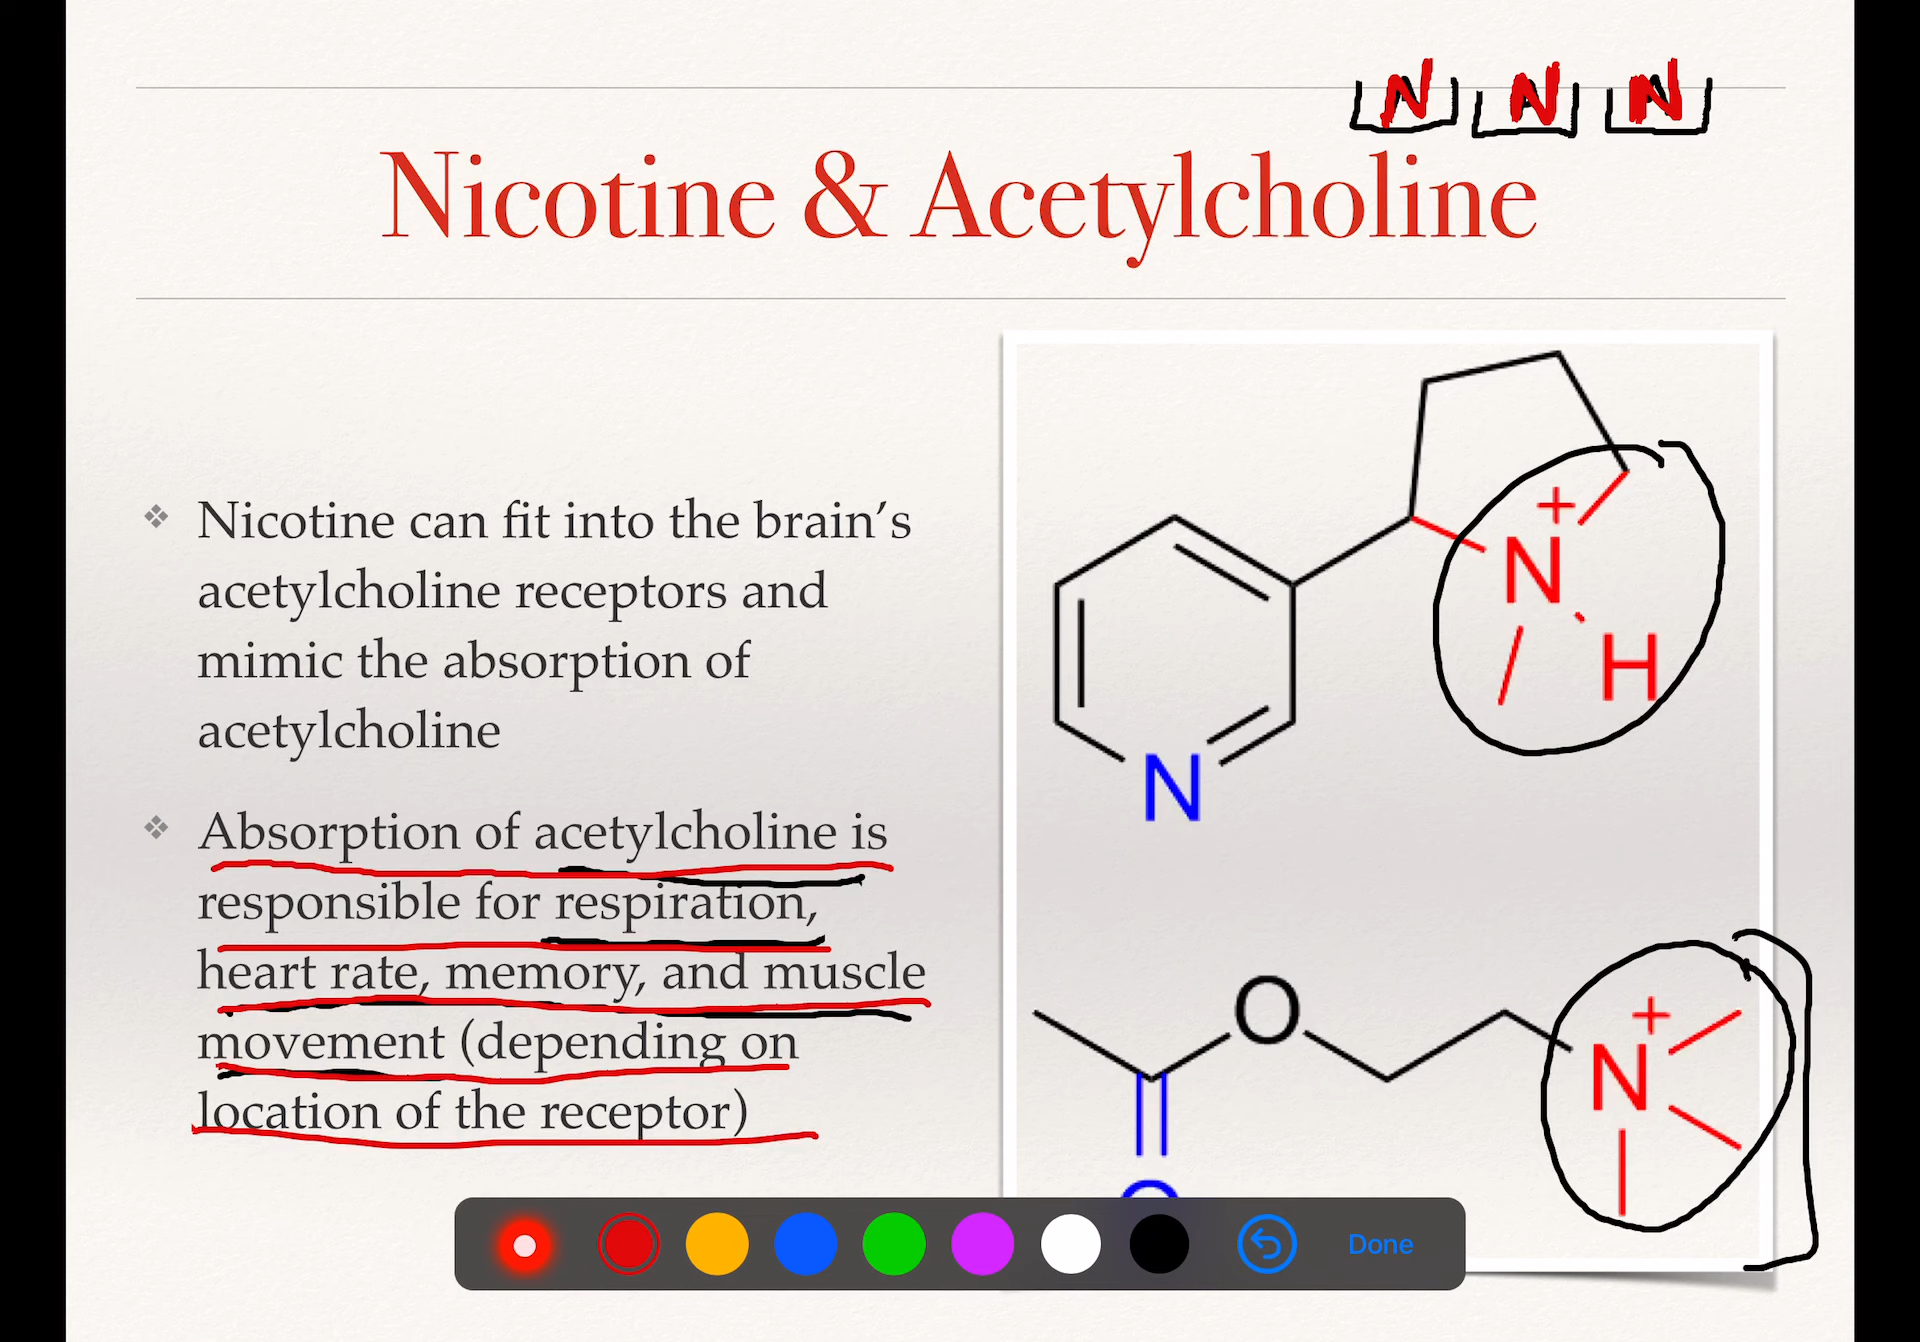 N N N
Nicotine & Acetylcholine
❖ Nicotine can fit into the brain’s
acetylcholine receptors and
mimic the absorption of
acetylcholine
❖ Absorption of acetylcholine is
responsible for respiration,
heart rate, memory, and muscle
movement (depending on
location of the receptor)
+
N
H
N
O
+
N
O
Done